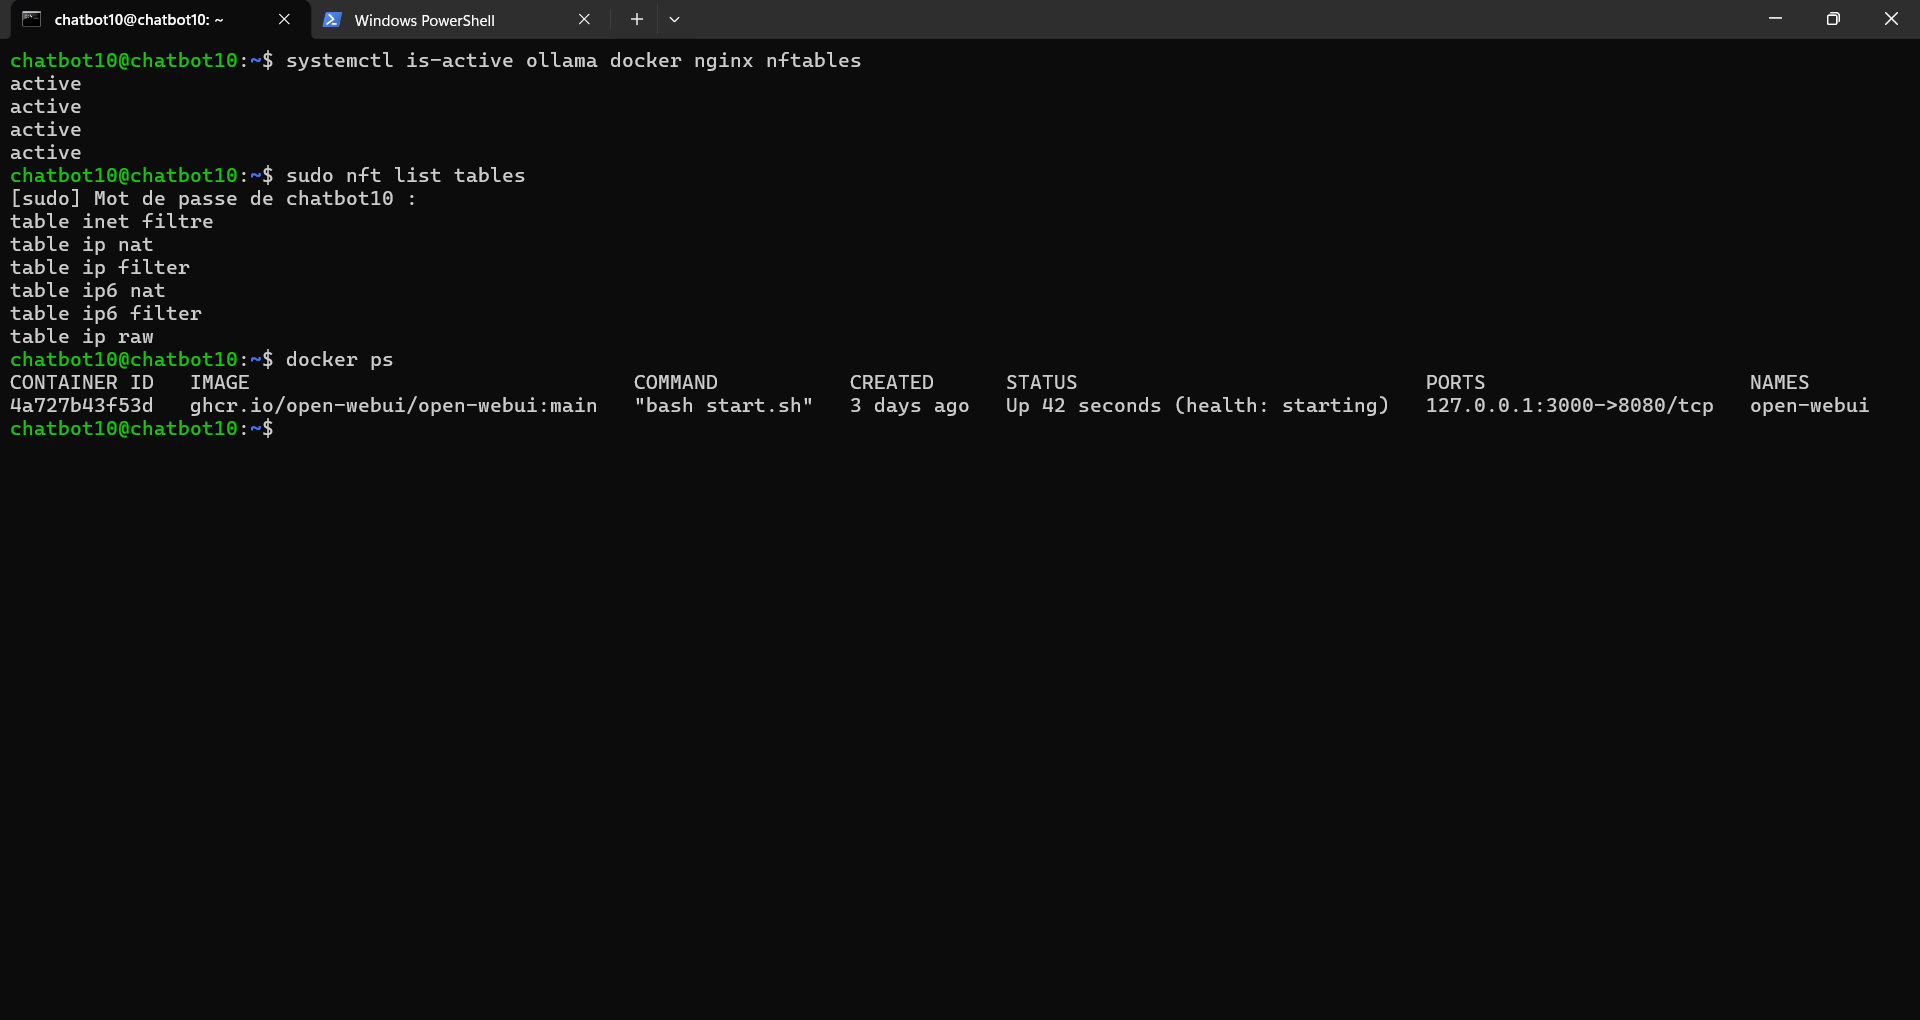 chatbot10@chatbot10: ~
Windows PowerShell
chatbot10@chatbot10:~$ systemctl is-active ollama docker nginx nftables
active
active
active
active
chatbot10@chatbot10:~$ sudo nft list tables
[sudo] Mot de passe de chatbot10 :
table inet filtre
table ip nat
table ip filter
table ip6 nat
table ip6 filter
table ip raw
chatbot10@chatbot10:~$ docker ps
CONTAINER ID   IMAGE                                COMMAND           CREATED      STATUS                             PORTS                      NAMES
4a727b43f53d   ghcr.io/open-webui/open-webui:main   "bash start.sh"   3 days ago   Up 42 seconds (health: starting)   127.0.0.1:3000->8080/tcp   open-webui
chatbot10@chatbot10:~$